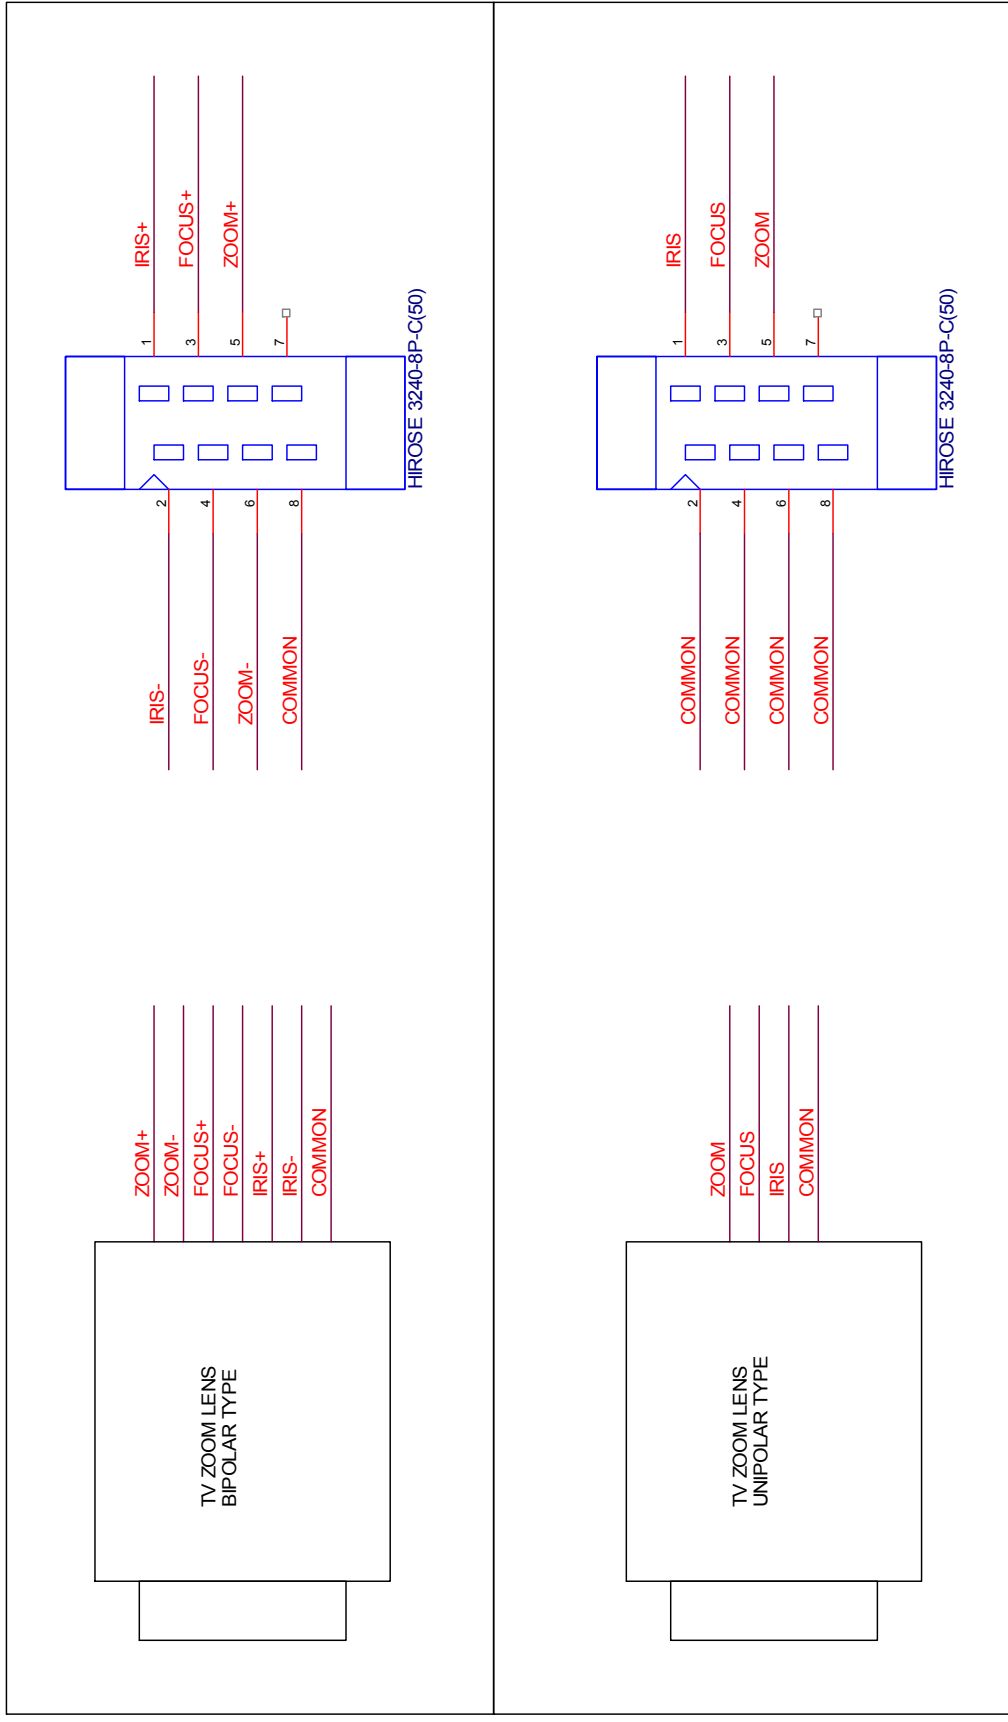 TV ZOOM LENS
BIPOLAR TYPE
ZOOM+
ZOOM-
FOCUS+
FOCUS-
IRIS+
IRIS-
COMMON
IRIS-
FOCUS-
ZOOM-
COMMON
2
4
6
8
1
3
5
7
IRIS+
FOCUS+
ZOOM+
HIROSE 3240-8P-C(50)
TV ZOOM LENS
UNIPOLAR TYPE
ZOOM
FOCUS
IRIS
COMMON
COMMON
COMMON
COMMON
COMMON
2
4
6
8
1
3
5
7
IRIS
FOCUS
ZOOM
HIROSE 3240-8P-C(50)